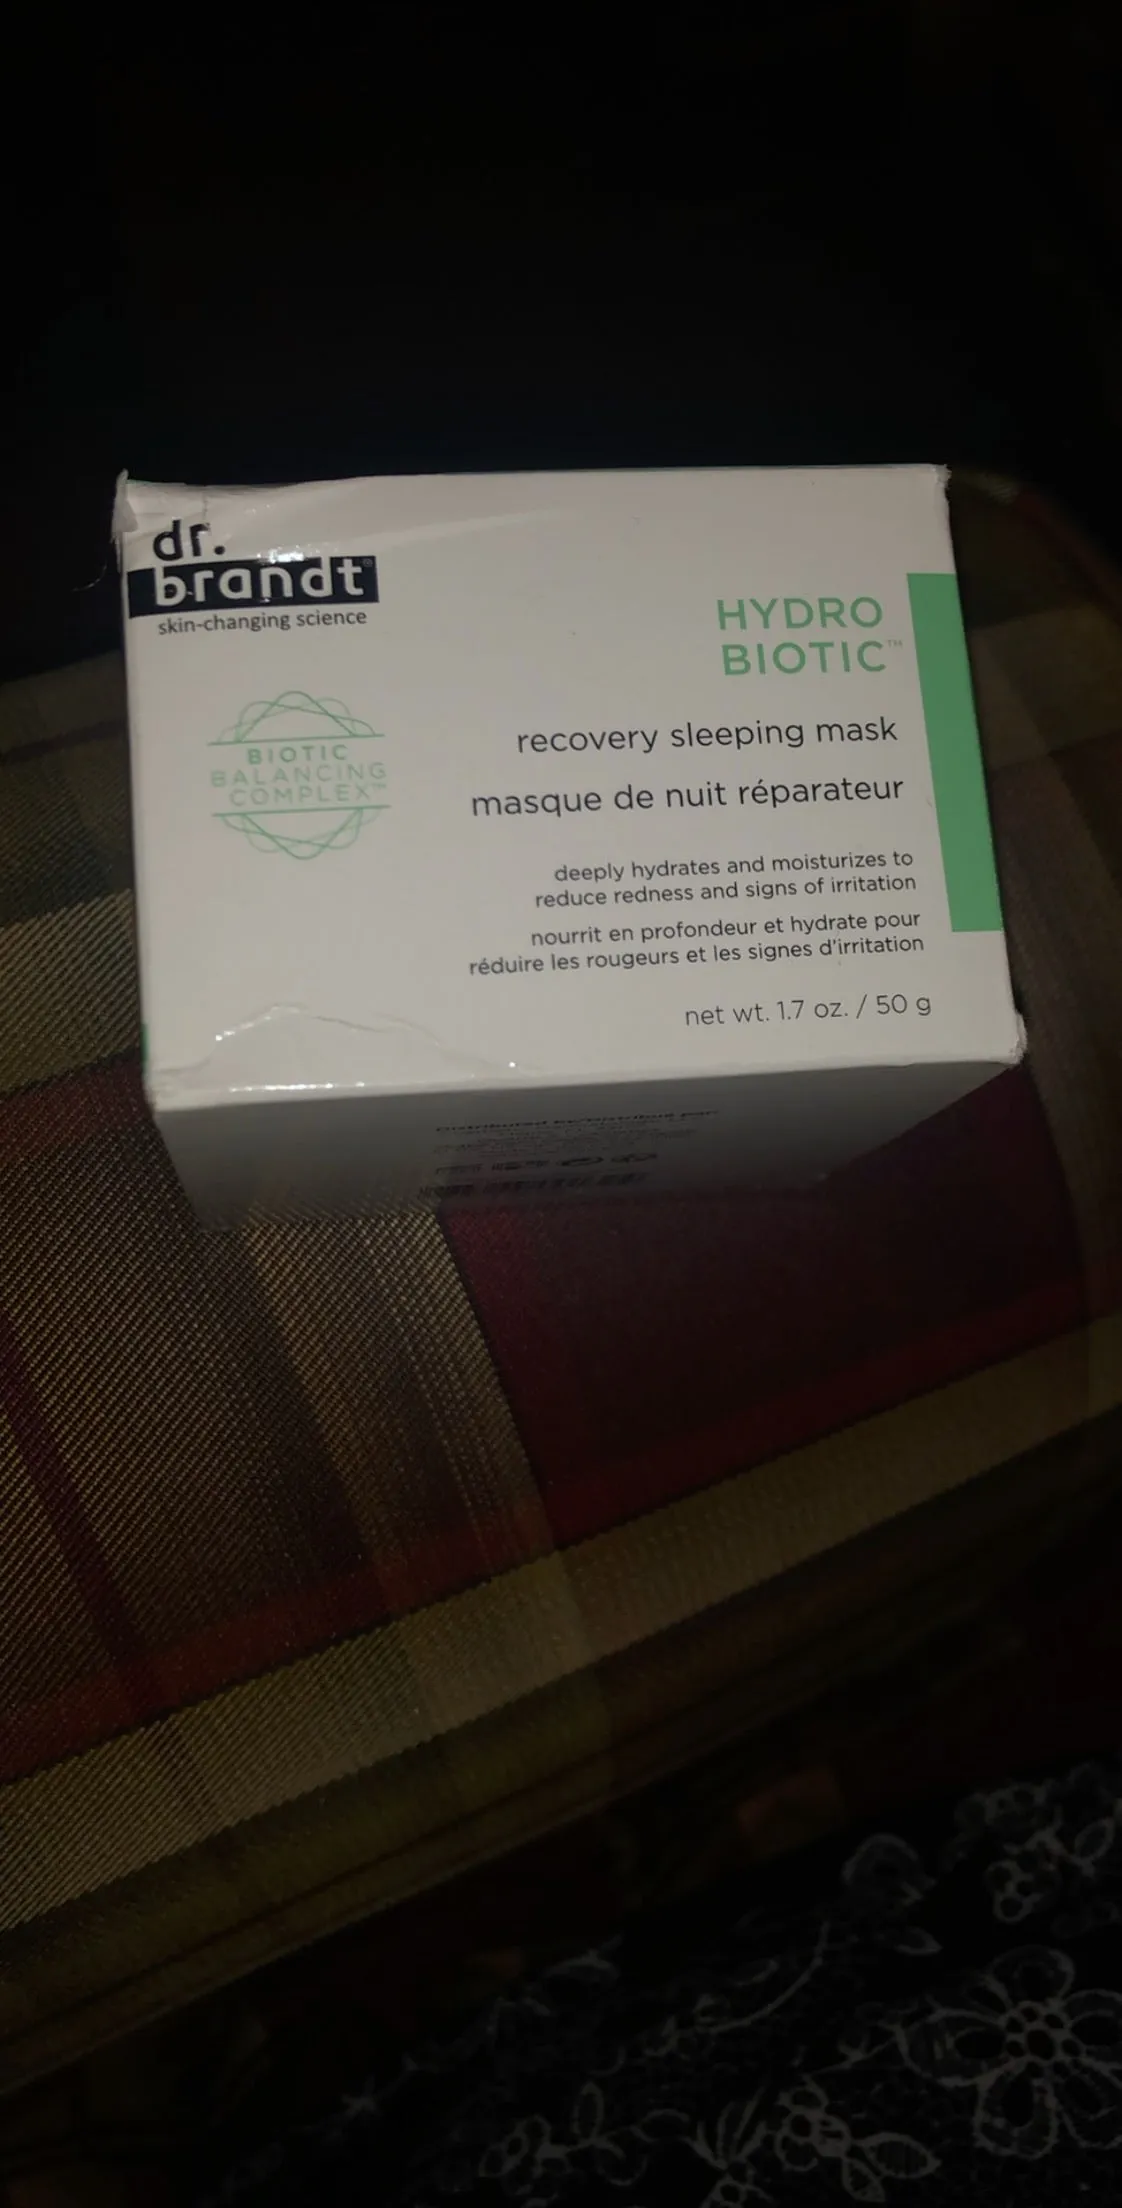 dr.
brandt®
skin-changing science
BIOTIC
BALANCING
COMPLEX™
HYDRO
BIOTIC™
recovery sleeping mask
masque de nuit réparateur
deeply hydrates and moisturizes to
reduce redness and signs of irritation
nourrit en profondeur et hydrate pour
réduire les rougeurs et les signes d'irritation
net wt. 1.7 oz. / 50 g